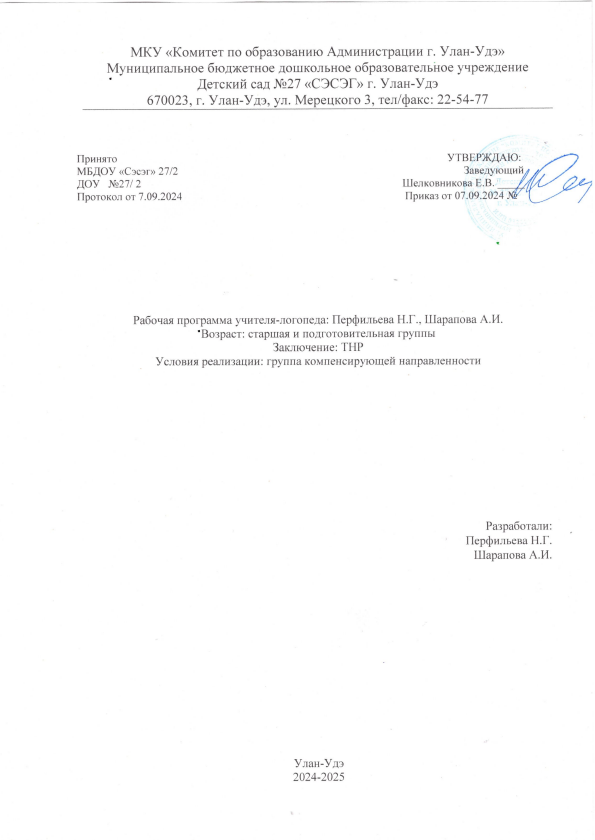 МКУ «Комитет по образованию Администрации г. Улан-Удэ»
Муниципальное бюджетное дошкольное образовательное учреждение
Детский сад №27 «СЭСЭГ» г. Улан-Удэ
670023, г. Улан-Удэ, ул. Мерецкого 3, тел/факс: 22-54-77
Принято
МБДОУ «Сэсэг» 27/2
ДОУ №27/ 2
Протокол от 7.09.2024
УТВЕРЖДАЮ:
Заведующий
Шелковникова Е.В.
Приказ от 07.09.2024 №
Рабочая программа учителя-логопеда: Перфильева Н.Г., Шарапова А.И.
Возраст: старшая и подготовительная группы
Заключение: ТНР
Условия реализации: группа компенсирующей направленности
Разработали:
Перфильева Н.Г.
Шарапова А.И.
Улан-Удэ
2024-2025